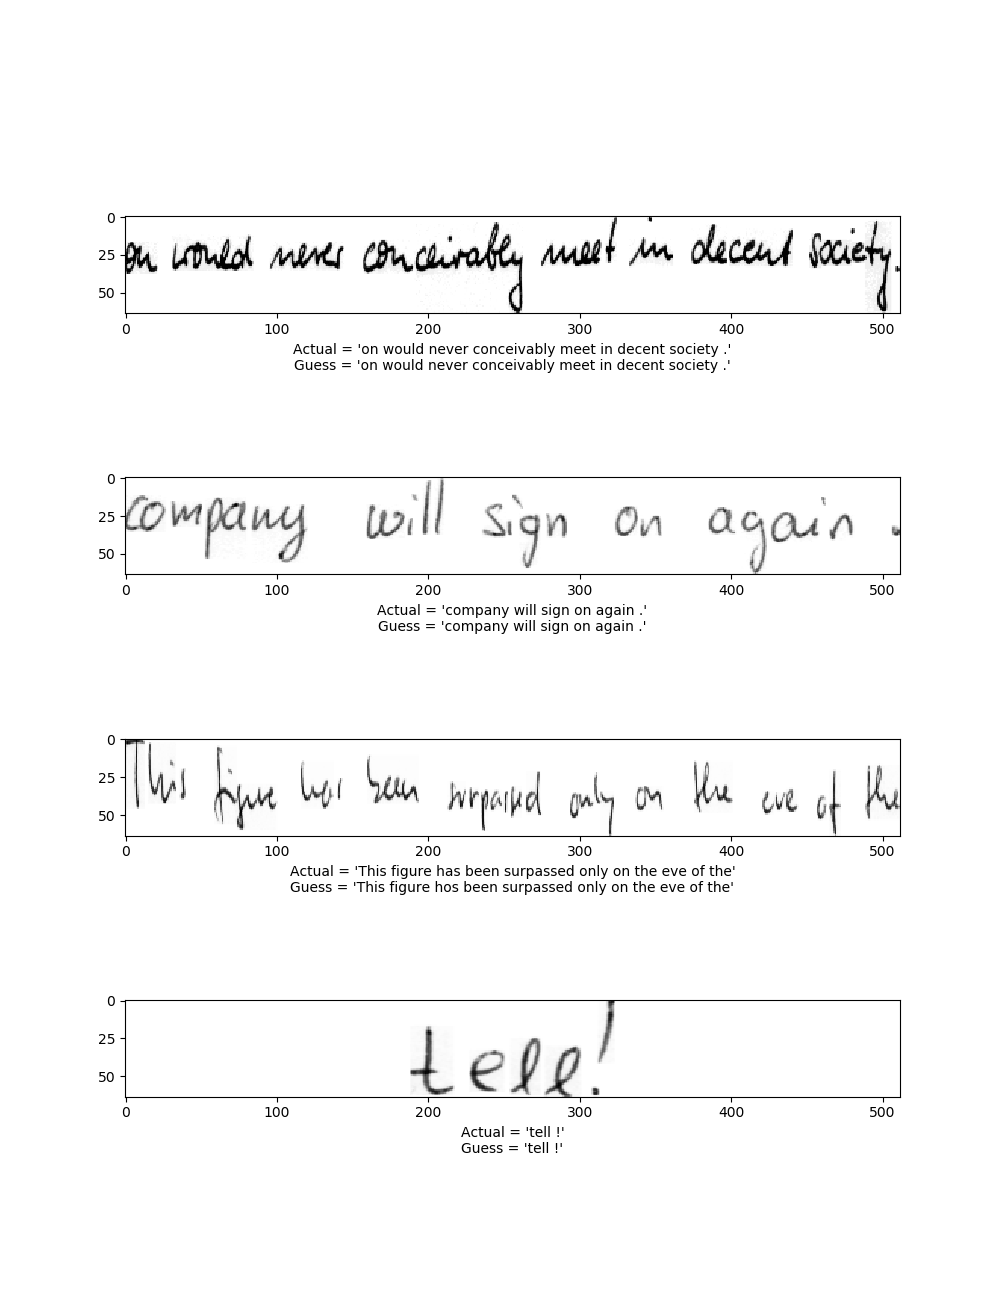 0
25
50
on would never conceivably meet in decent society.
0 100 200 300 400 500
Actual = 'on would never conceivably meet in decent society .'
Guess = 'on would never conceivably meet in decent society .'
0
25
50
company will sign on again .
0 100 200 300 400 500
Actual = 'company will sign on again .'
Guess = 'company will sign on again .'
0
25
50
This figure has been surpassed only on the eve of the
0 100 200 300 400 500
Actual = 'This figure has been surpassed only on the eve of the'
Guess = 'This figure hos been surpassed only on the eve of the'
0
25
50
tell!
0 100 200 300 400 500
Actual = 'tell !'
Guess = 'tell !'